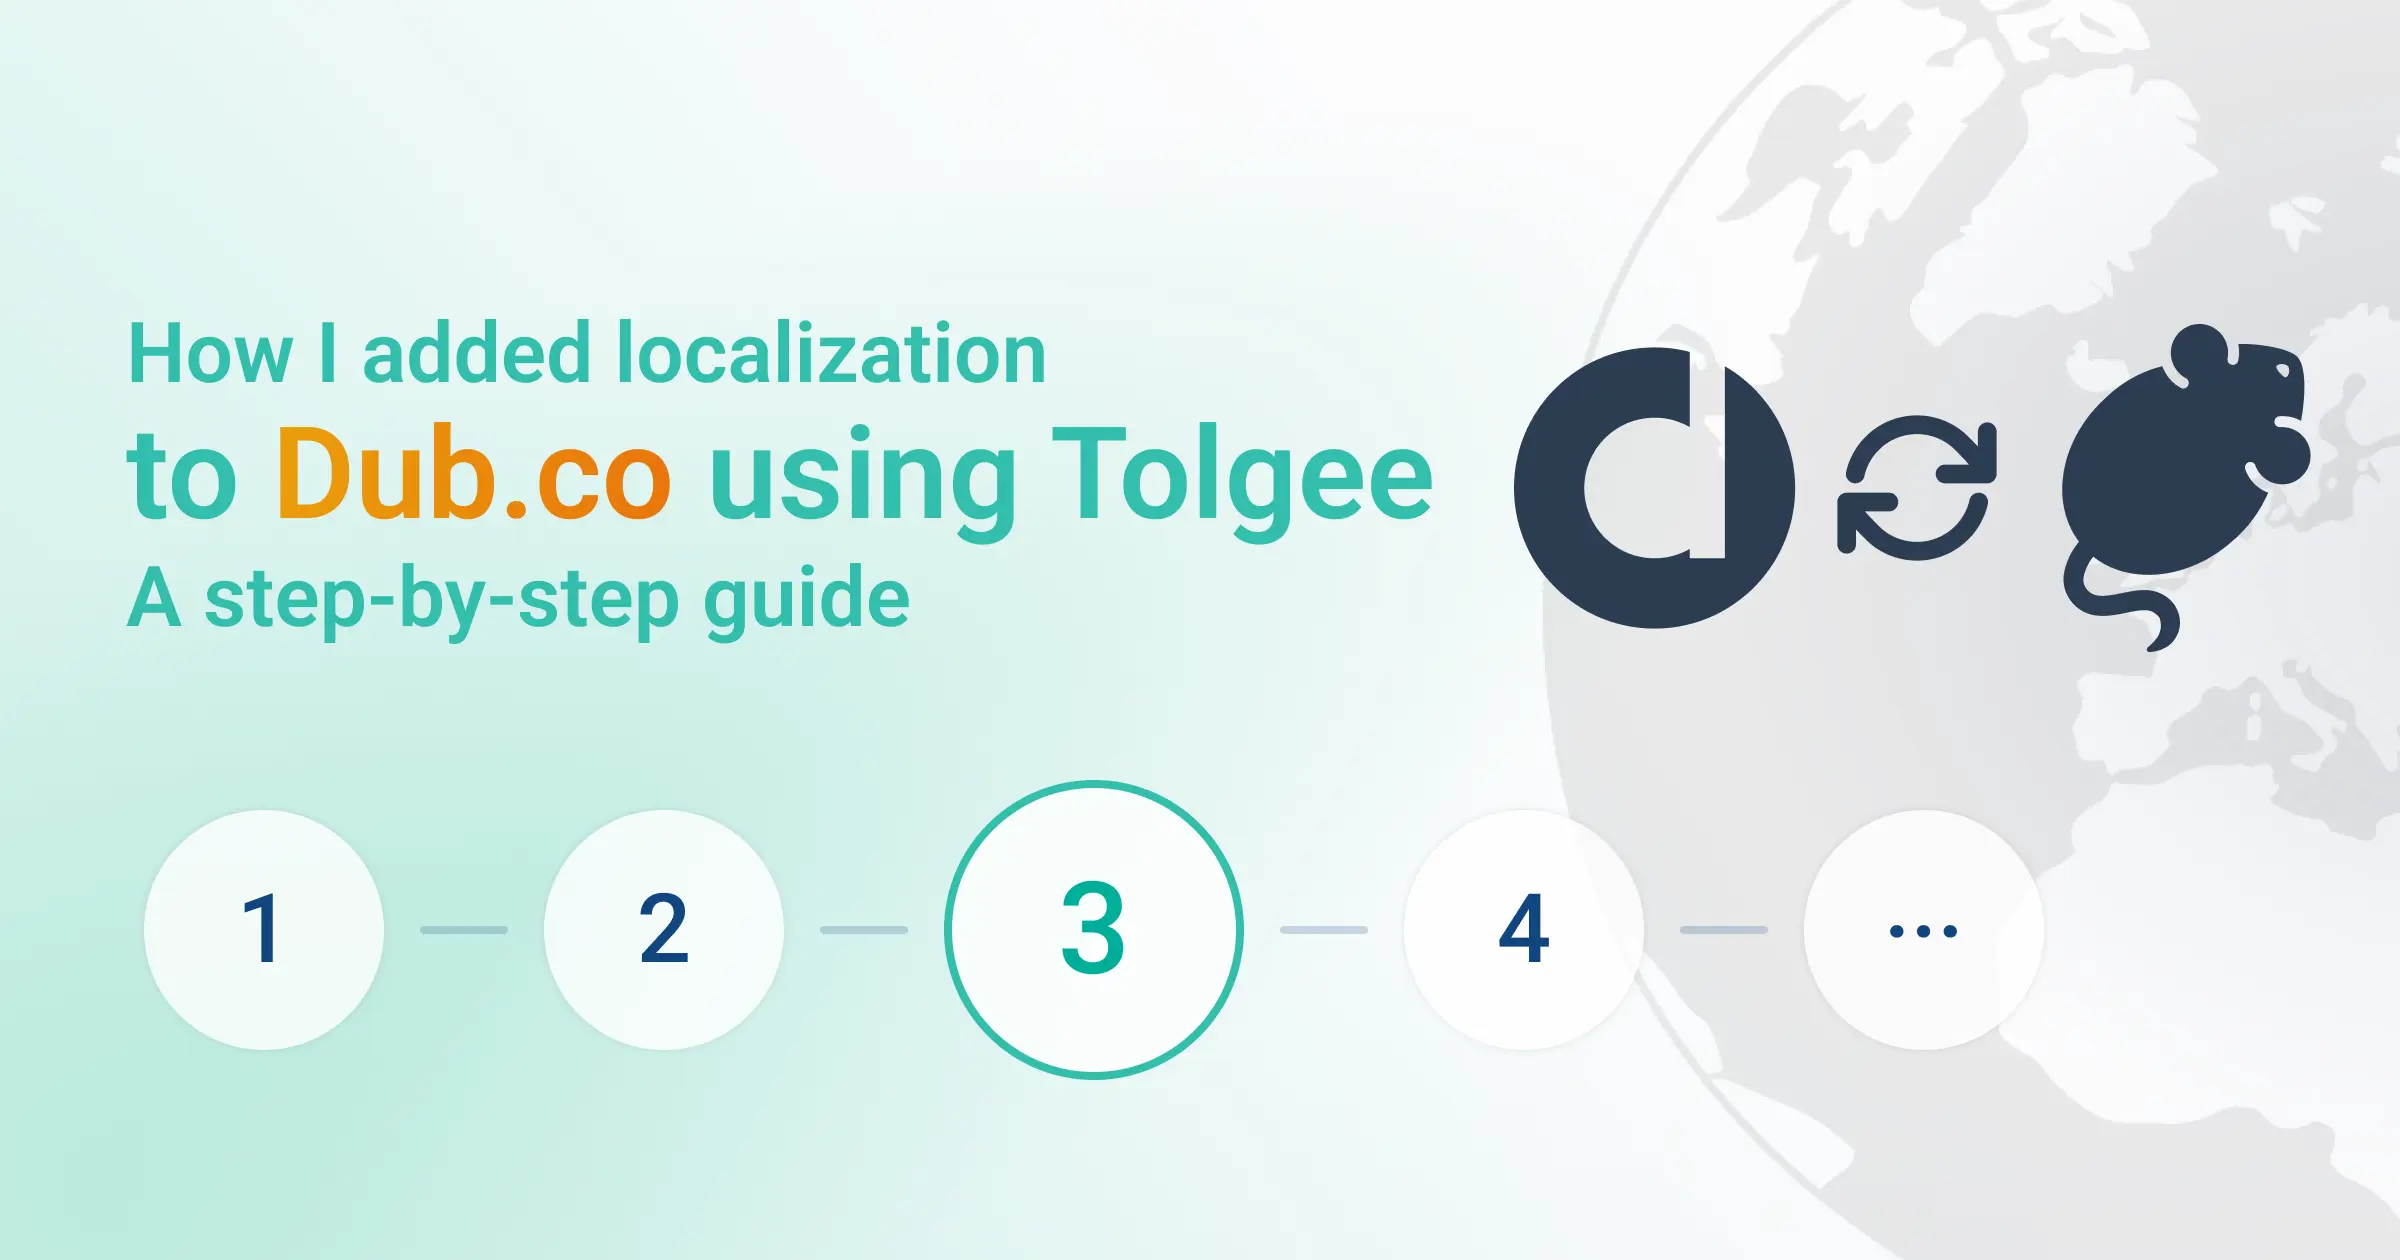 How I added localization
to Dub.co using Tolgee
A step-by-step guide
1
2
3
4
...